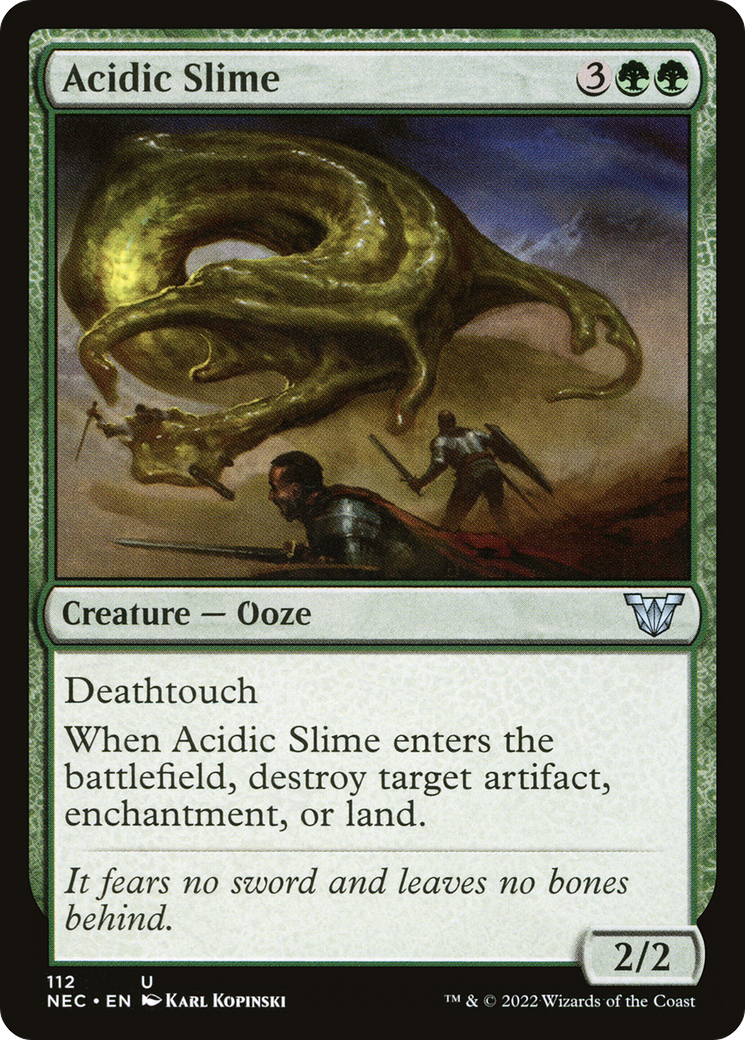 Acidic Slime 3
Creature — Ooze
Deathtouch
When Acidic Slime enters the
battlefield, destroy target artifact,
enchantment, or land.
It fears no sword and leaves no bones
behind.
2/2
112 U
NEC • EN Karl Kopinski
™ & © 2022 Wizards of the Coast